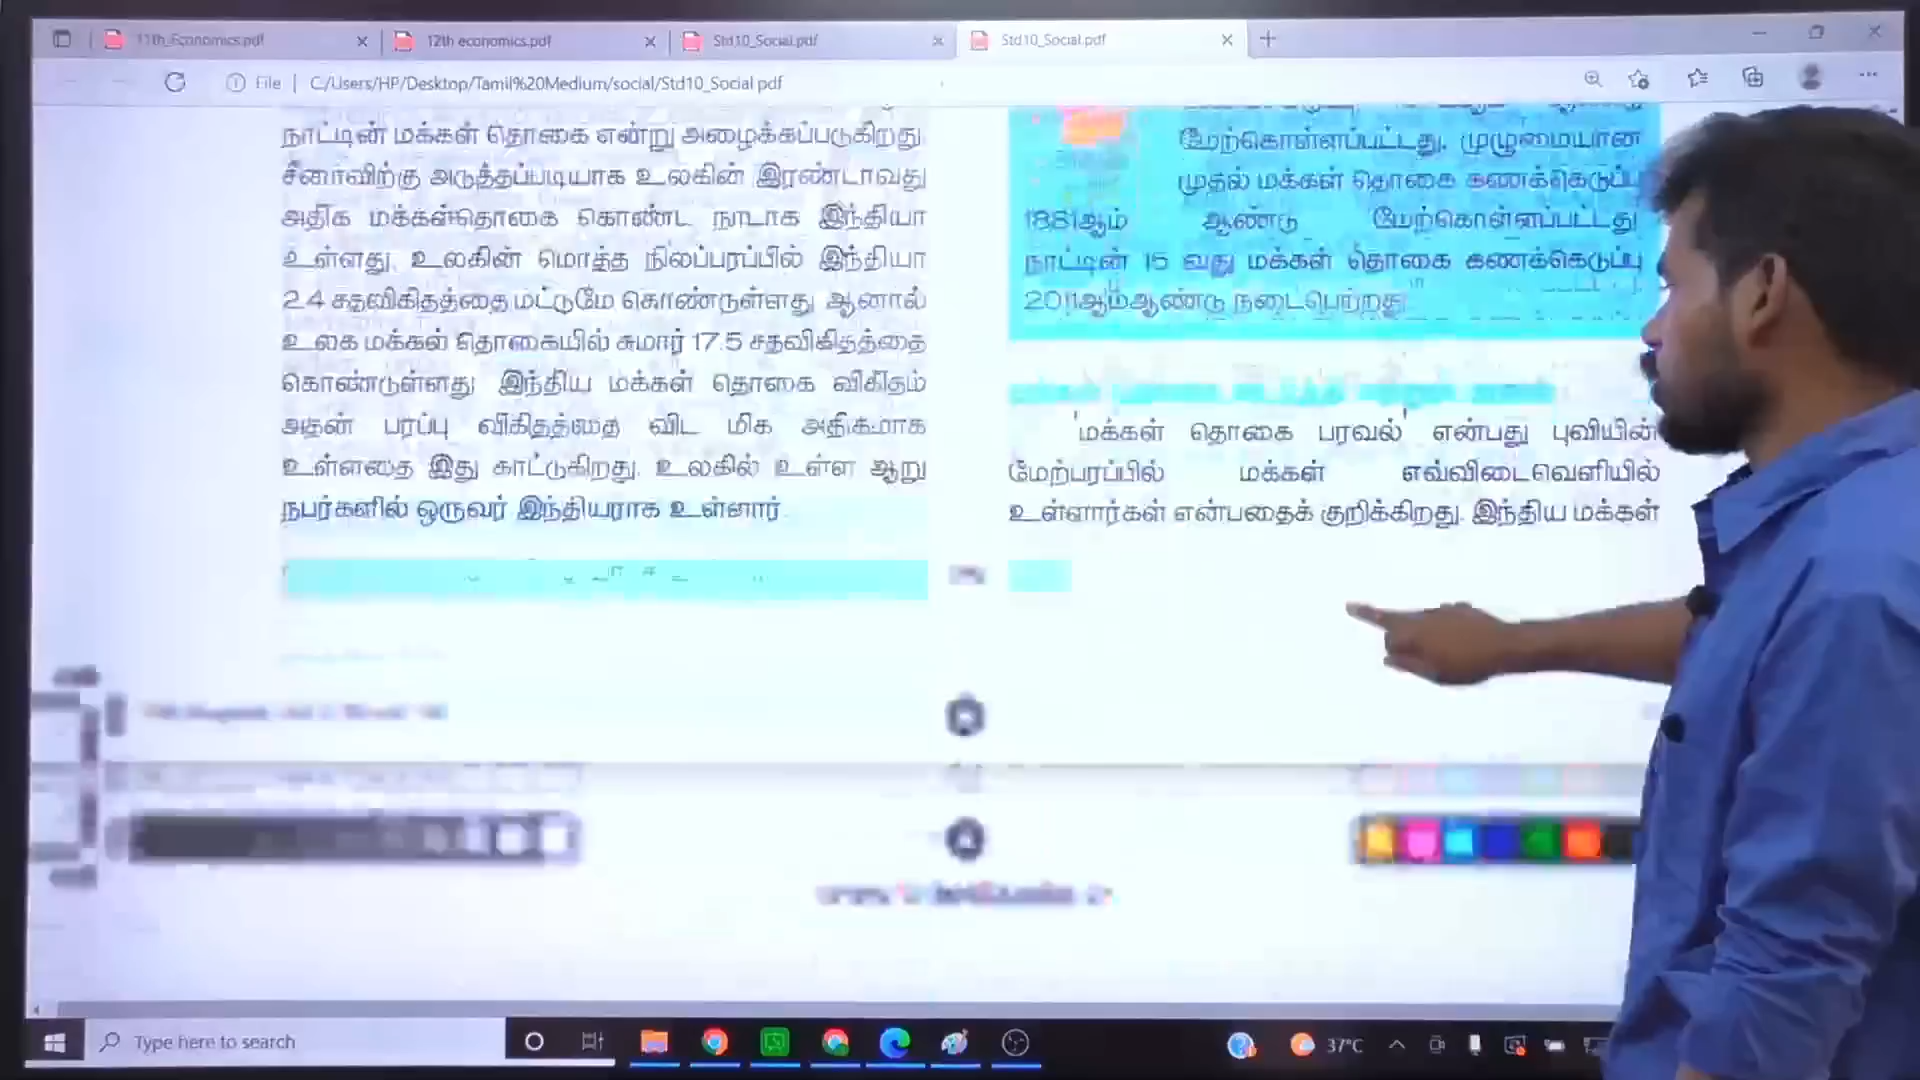 11th_Economics.pdf
12th economics.pdf
Std10_Social.pdf
Std10_Social.pdf
File
C:/Users/HP/Desktop/Tamil%20Medium/social/Std10_Social.pdf
நாட்டின் மக்கள் தொகை என்று அழைக்கப்படுகிறது.
சீனாவிற்கு அடுத்தப்படியாக உலகின் இரண்டாவது
அதிக மக்கள்தொகை கொண்ட நாடாக இந்தியா
உள்ளது. உலகின் மொத்த நிலப்பரப்பில் இந்தியா
2.4 சதவிகிதத்தை மட்டுமே கொண்டுள்ளது ஆனால்
உலக மக்கள் தொகையில் சுமார் 17.5 சதவிகிதத்தை
கொண்டுள்ளது இந்திய மக்கள் தொகை விகிதம்
அதன் பரப்பு விகிதத்தை விட மிக அதிகமாக
உள்ளதை இது காட்டுகிறது. உலகில் உள்ள ஆறு
நபர்களில் ஒருவர் இந்தியராக உள்ளார்.
மேற்கொள்ளப்பட்டது. முழுமையான
முதல் மக்கள் தொகை கணக்கெடுப்பு
1881ஆம் ஆண்டு மேற்கொள்ளப்பட்டது
நாட்டின் 15 வது மக்கள் தொகை கணக்கெடுப்பு
2011ஆம்ஆண்டு நடைபெற்றது
'மக்கள் தொகை பரவல்' என்பது புவியின்
மேற்பரப்பில் மக்கள் எவ்விடைவெளியில்
உள்ளார்கள் என்பதைக் குறிக்கிறது. இந்திய மக்கள்
Type here to search
37°C